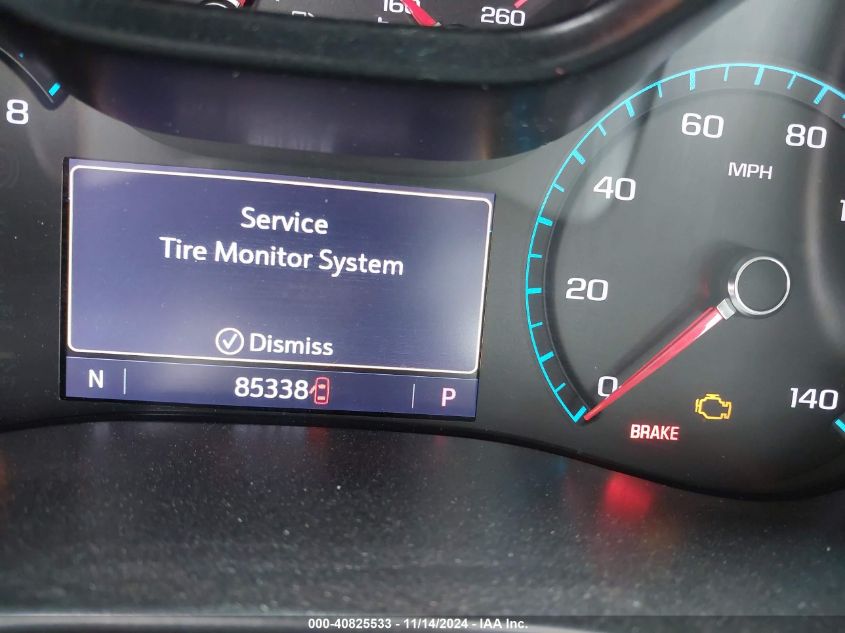 160
260
8
60
80
MPH
40
20
0
140
Service
Tire Monitor System
Dismiss
N
85338
P
BRAKE
000-40825533 - 11/14/2024 - IAA Inc.